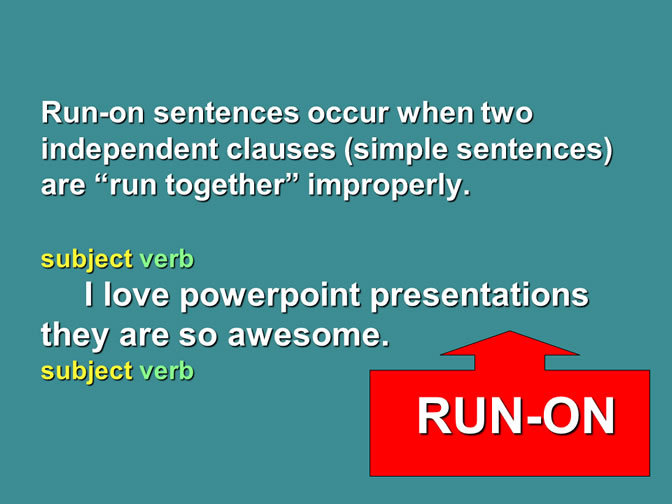 Run-on sentences occur when two
independent clauses (simple sentences)
are “run together” improperly.
subject verb
I love powerpoint presentations
they are so awesome.
subject verb
RUN-ON